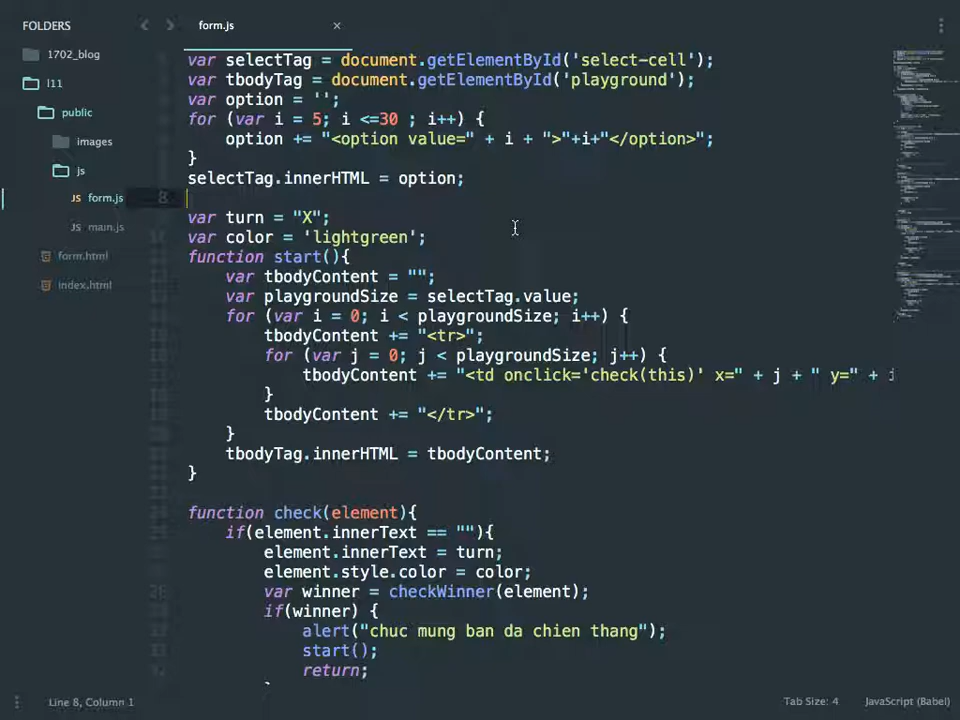 FOLDERS
form.js
×
1702_blog
l11
public
images
js
JS form.js
JS main.js
form.html
index.html
var selectTag = document.getElementById('select-cell');
var tbodyTag = document.getElementById('playground');
var option = '';
for (var i = 5; i <=30 ; i++) {
option += "<option value=" + i + ">"+i+"</option>";
}
selectTag.innerHTML = option;
8
var turn = "X";
var color = 'lightgreen';
function start(){
var tbodyContent = "";
var playgroundSize = selectTag.value;
for (var i = 0; i < playgroundSize; i++) {
tbodyContent += "<tr>";
for (var j = 0; j < playgroundSize; j++) {
tbodyContent += "<td onclick='check(this)' x=" + j + " y=" + i
}
tbodyContent += "</tr>";
}
tbodyTag.innerHTML = tbodyContent;
}
function check(element){
if(element.innerText == ""){
element.innerText = turn;
element.style.color = color;
var winner = checkWinner(element);
if(winner) {
alert("chuc mung ban da chien thang");
start();
return;
Line 8, Column 1
Tab Size: 4
JavaScript (Babel)